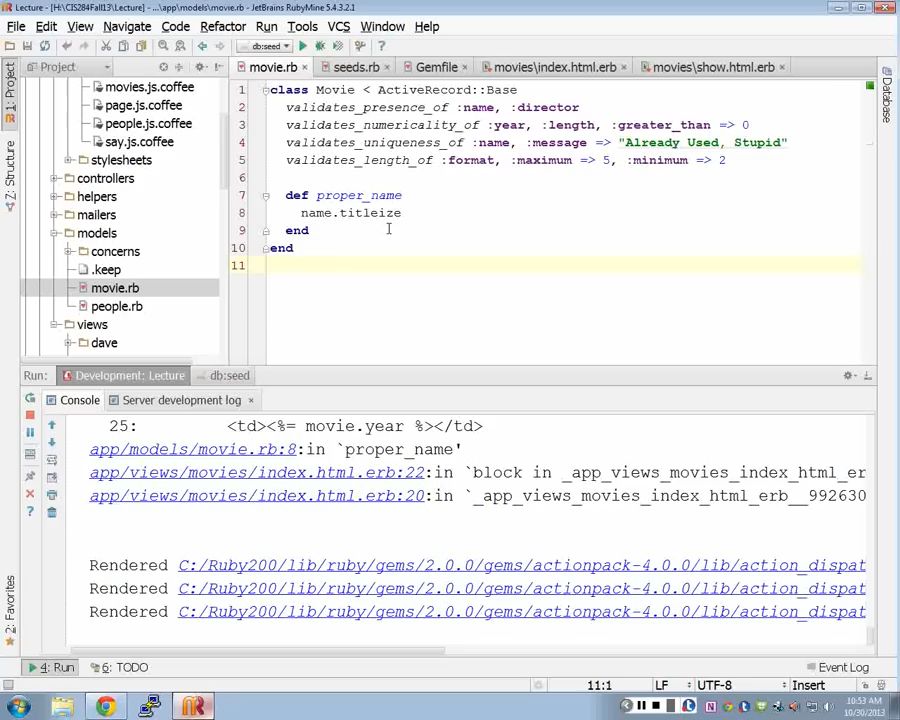 Lecture - [H:\CIS284Fall13\Lecture] - ...\app\models\movie.rb - JetBrains RubyMine 5.4.3.2.1
File Edit View Navigate Code Refactor Run Tools VCS Window Help
db:seed
Project
movie.rb
seeds.rb
Gemfile
movies\index.html.erb
movies\show.html.erb
1: Project
Z: Structure
2: Favorites
Database
movies.js.coffee
page.js.coffee
people.js.coffee
say.js.coffee
stylesheets
controllers
helpers
mailers
models
concerns
.keep
movie.rb
people.rb
views
dave
1 class Movie < ActiveRecord::Base
2 validates_presence_of :name, :director
3 validates_numericality_of :year, :length, :greater_than => 0
4 validates_uniqueness_of :name, :message => "Already Used, Stupid"
5 validates_length_of :format, :maximum => 5, :minimum => 2
6
7 def proper_name
8 name.titleize
9 end
10 end
11
Run: Development: Lecture db:seed
Console Server development log
25: <td><%= movie.year %></td>
app/models/movie.rb:8:in `proper_name'
app/views/movies/index.html.erb:22:in `block in _app_views_movies_index_html_er
app/views/movies/index.html.erb:20:in `_app_views_movies_index_html_erb__992630
Rendered C:/Ruby200/lib/ruby/gems/2.0.0/gems/actionpack-4.0.0/lib/action_dispat
Rendered C:/Ruby200/lib/ruby/gems/2.0.0/gems/actionpack-4.0.0/lib/action_dispat
Rendered C:/Ruby200/lib/ruby/gems/2.0.0/gems/actionpack-4.0.0/lib/action_dispat
4: Run 6: TODO Event Log
11:1 LF UTF-8 Insert
10:53 AM
10/30/2013